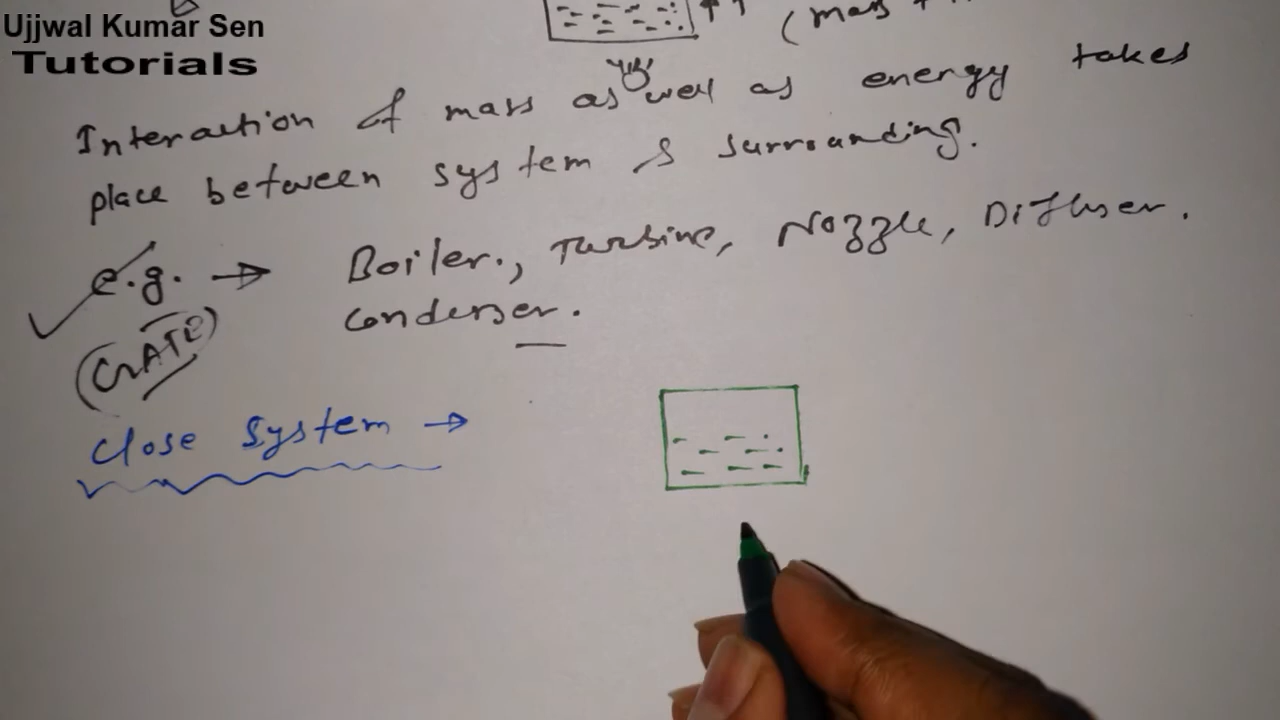 Ujjwal Kumar Sen
Tutorials
(mass +
Interaction of mass as well as energy takes
place between system & surrounding.
e.g. → Boiler., Turbine, Nozzle, Diffuser.
condenser.
(GATE)
Close System →